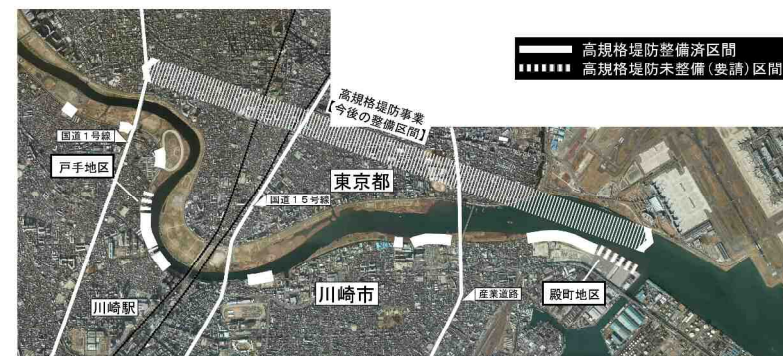 高規格堤防整備済区間
高規格堤防未整備(要請)区間
高規格堤防事業
【今後の整備区間】
国道1号線
戸手地区
東京都
国道15号線
川崎駅
川崎市
産業道路
殿町地区